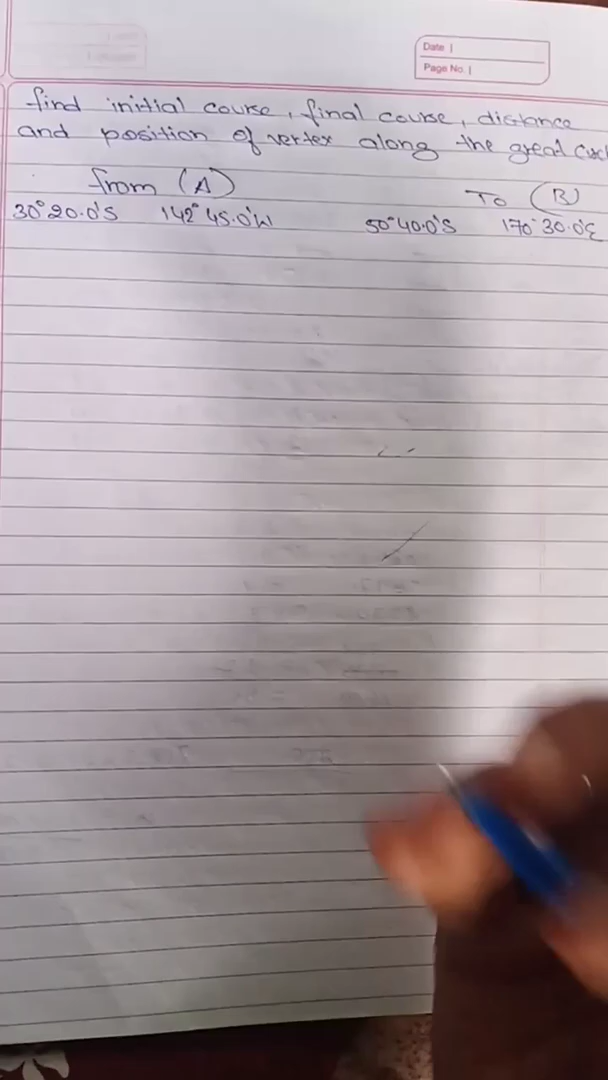 Date |
Page No. |
find initial course, final course, distance
and position of vertex along the great
from (A) To (B)
30°20.0'S 142°45.0'W 50°40.0'S 170°30.0'E